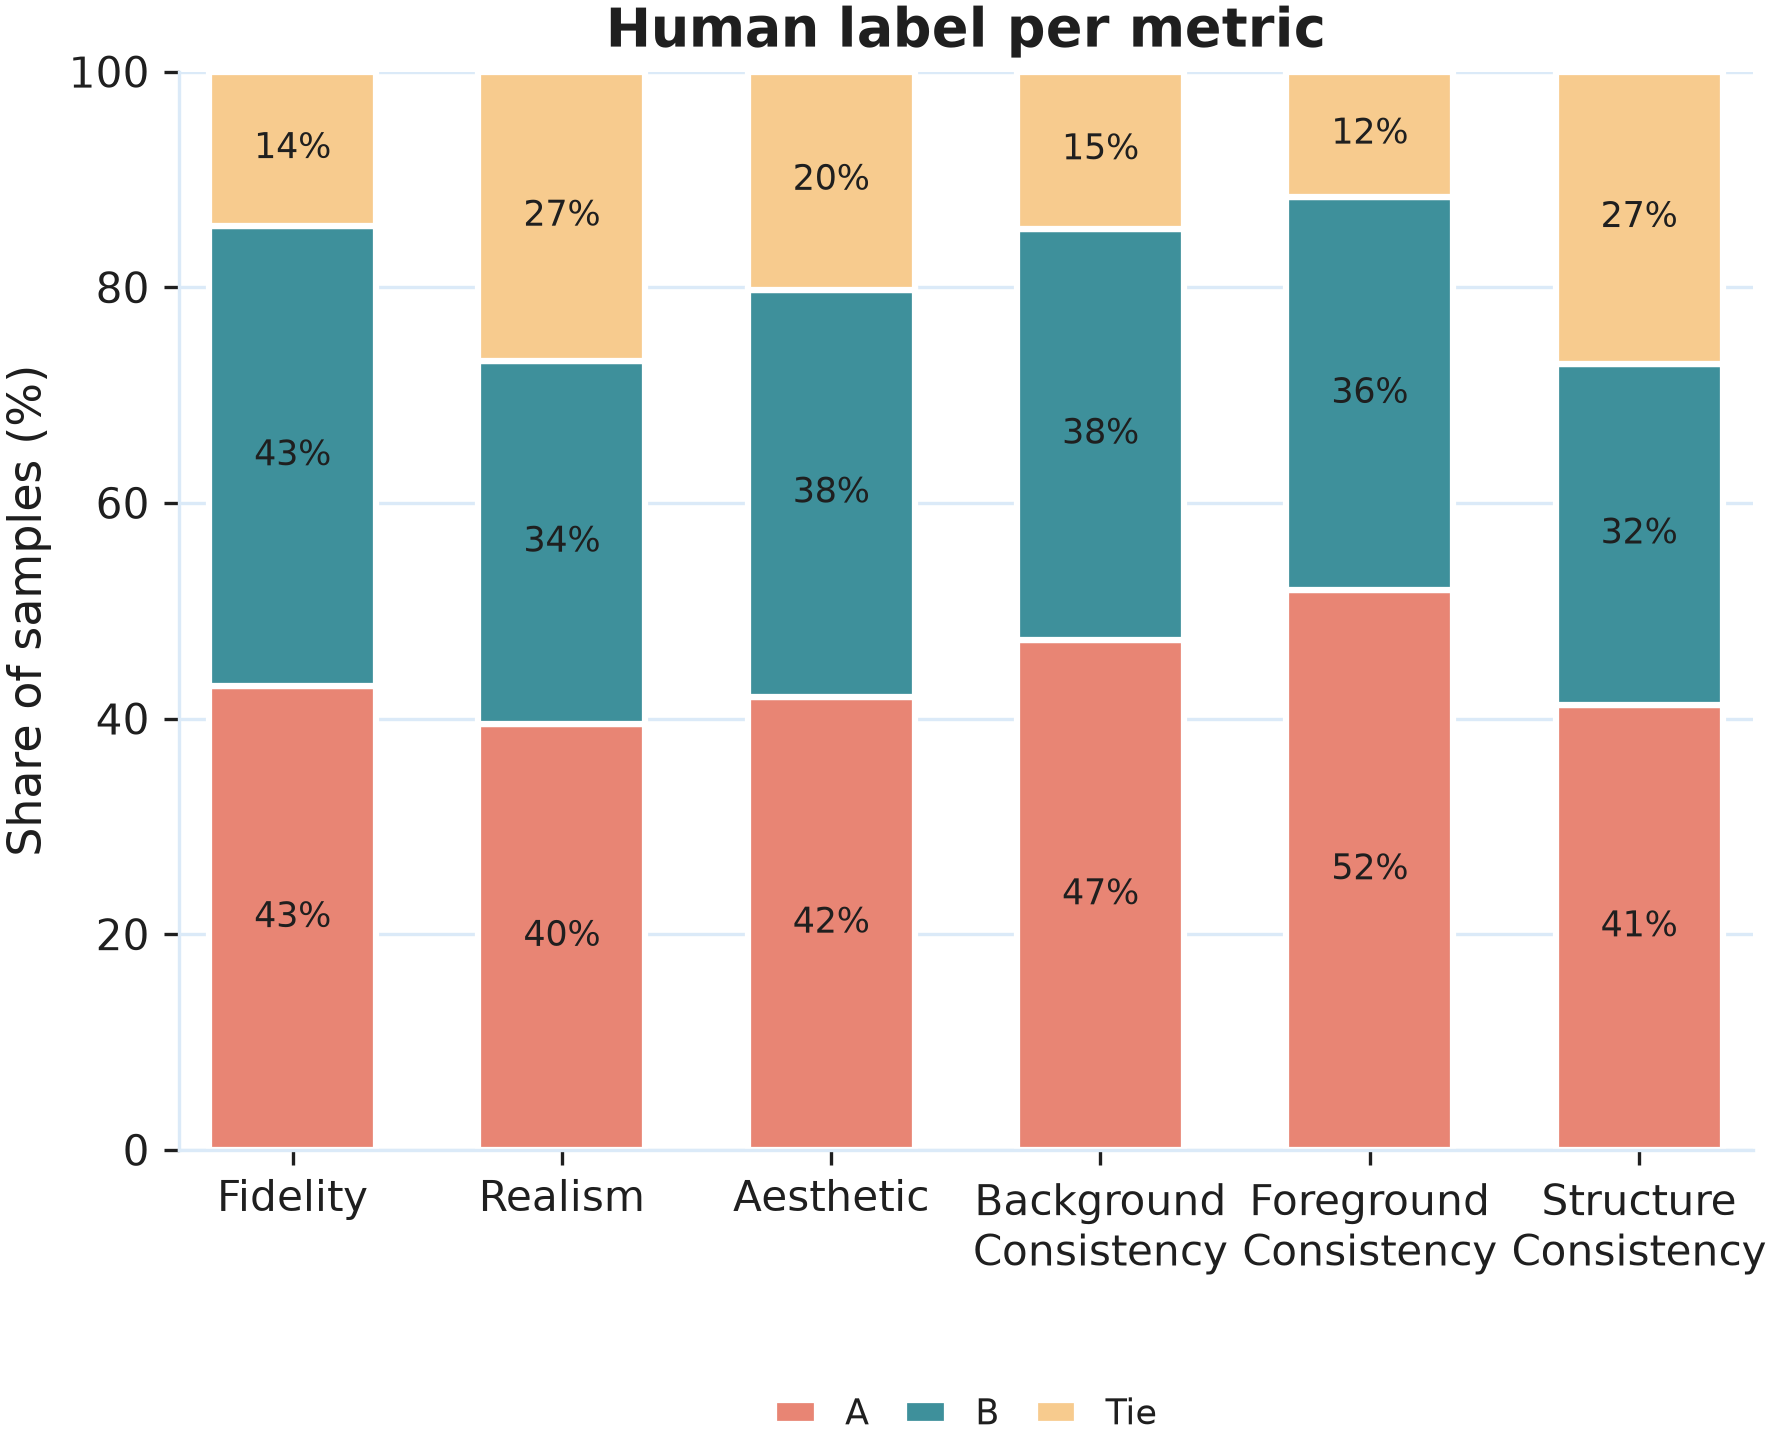 Human label per metric
Share of samples (%)
100
80
60
40
20
0
14%
27%
20%
15%
12%
27%
43%
34%
38%
38%
36%
32%
43%
40%
42%
47%
52%
41%
Fidelity
Realism
Aesthetic
Background
Consistency
Foreground
Consistency
Structure
Consistency
A
B
Tie